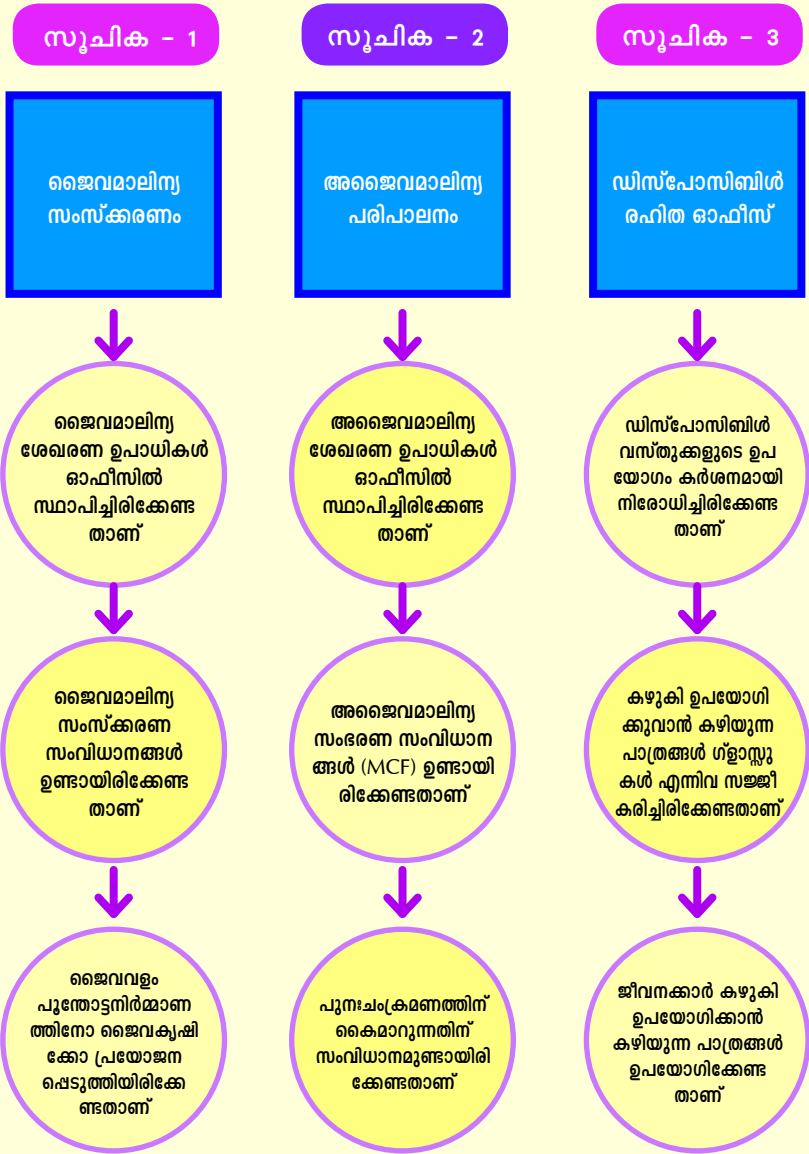 സൂചിക - 1
ജൈവമാലിന്യ
സംസ്ക്കരണം
ജൈവമാലിന്യ
ശേഖരണ ഉപാധികൾ
ഓഫീസിൽ
സ്ഥാപിച്ചിരിക്കേണ്ട
താണ്
ജൈവമാലിന്യ
സംസ്ക്കരണ
സംവിധാനങ്ങൾ
ഉണ്ടായിരിക്കേണ്ട
താണ്
ജൈവവളം
പൂന്തോട്ടനിർമ്മാണ
ത്തിനോ ജൈവകൃഷി
ക്കോ പ്രയോജന
പ്പെടുത്തിയിരിക്കേ
ണ്ടതാണ്
സൂചിക - 2
അജൈവമാലിന്യ
പരിപാലനം
അജൈവമാലിന്യ
ശേഖരണ ഉപാധികൾ
ഓഫീസിൽ
സ്ഥാപിച്ചിരിക്കേണ്ട
താണ്
അജൈവമാലിന്യ
സംഭരണ സംവിധാന
ങ്ങൾ (MCF) ഉണ്ടായി
രിക്കേണ്ടതാണ്
പുനഃചംക്രമണത്തിന്
കൈമാറുന്നതിന്
സംവിധാനമുണ്ടായിരി
ക്കേണ്ടതാണ്
സൂചിക - 3
ഡിസ്പോസിബിൾ
രഹിത ഓഫീസ്
ഡിസ്പോസിബിൾ
വസ്തുക്കളുടെ ഉപ
യോഗം കർശനമായി
നിരോധിച്ചിരിക്കേണ്ട
താണ്
കഴുകി ഉപയോഗി
ക്കുവാൻ കഴിയുന്ന
പാത്രങ്ങൾ ഗ്ളാസ്സു
കൾ എന്നിവ സജ്ജീ
കരിച്ചിരിക്കേണ്ടതാണ്
ജീവനക്കാർ കഴുകി
ഉപയോഗിക്കാൻ
കഴിയുന്ന പാത്രങ്ങൾ
ഉപയോഗിക്കേണ്ട
താണ്